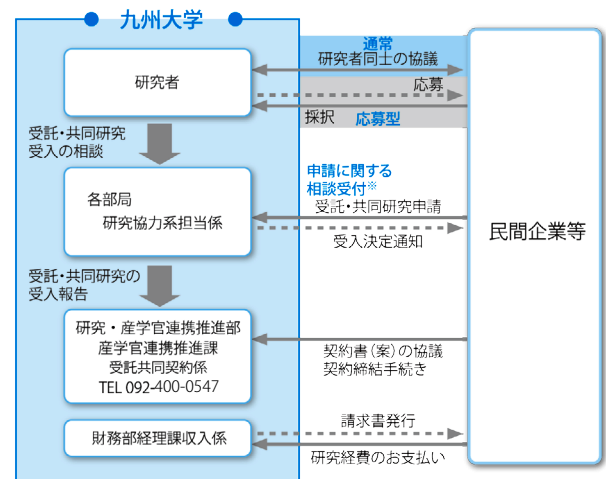 九州大学
通常
研究者同士の協議
研究者
応募
採択 応募型
受託・共同研究
受入の相談
申請に関する
相談受付※
各部局
研究協力系担当係
受託・共同研究申請
受入決定通知
民間企業等
受託・共同研究の
受入報告
研究・産学官連携推進部
産学官連携推進課
受託共同契約係
TEL 092-400-0547
契約書（案）の協議
契約締結手続き
請求書発行
財務部経理課収入係
研究経費のお支払い